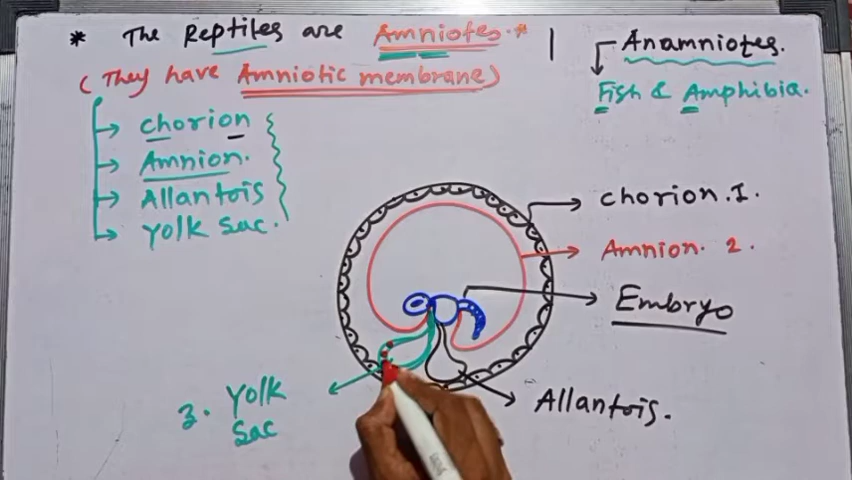 * The Reptiles are Amniotes.*
(They have Amniotic membrane)
chorion
Amnion.
Allantois
Yolk Sac.
Anamniotes.
Fish & Amphibia.
chorion.1.
Amnion. 2.
Embryo
Allantois.
3. Yolk
Sac